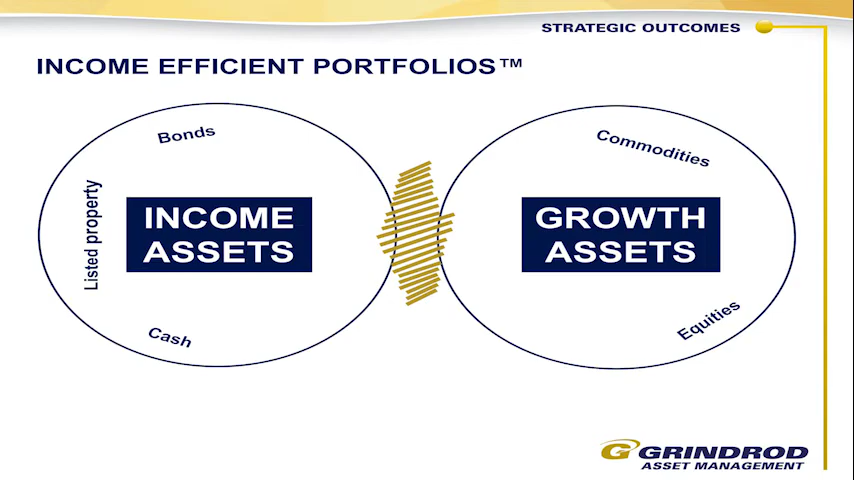 STRATEGIC OUTCOMES
INCOME EFFICIENT PORTFOLIOS™
Bonds
Listed property
INCOME
ASSETS
Cash
Commodities
GROWTH
ASSETS
Equities
GRINDROD
ASSET MANAGEMENT